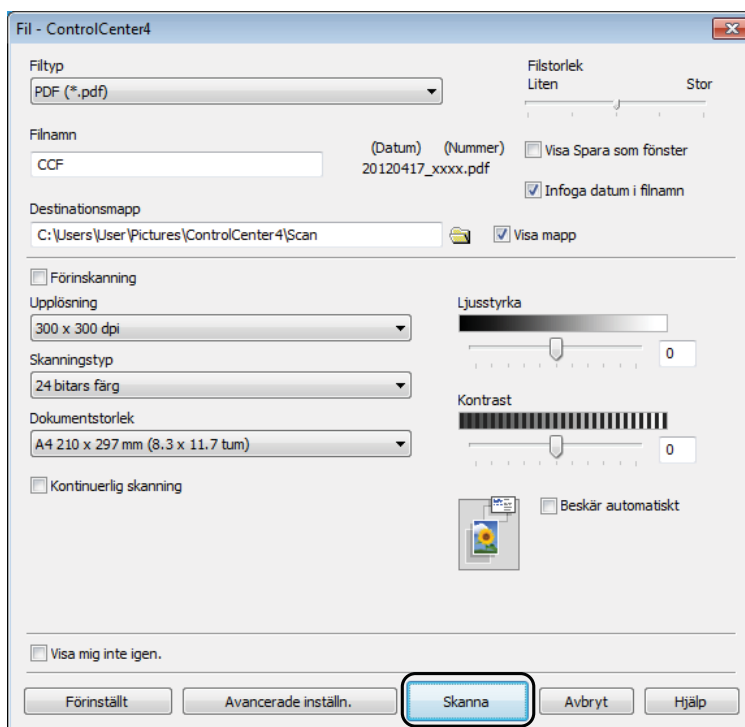 Fil - ControlCenter4
Filtyp
PDF (*.pdf)
Filstorlek
Liten Stor
Filnamn
CCF
(Datum) (Nummer)
20120417_xxxx.pdf
Visa Spara som fönster
Infoga datum i filnamn
Destinationsmapp
C:\Users\User\Pictures\ControlCenter4\Scan
Visa mapp
Förinskanning
Upplösning
300 x 300 dpi
Skanningstyp
24 bitars färg
Dokumentstorlek
A4 210 x 297 mm (8.3 x 11.7 tum)
Kontinuerlig skanning
Ljusstyrka
0
Kontrast
0
Beskär automatiskt
Visa mig inte igen.
Förinställt Avancerade inställn. Skanna Avbryt Hjälp